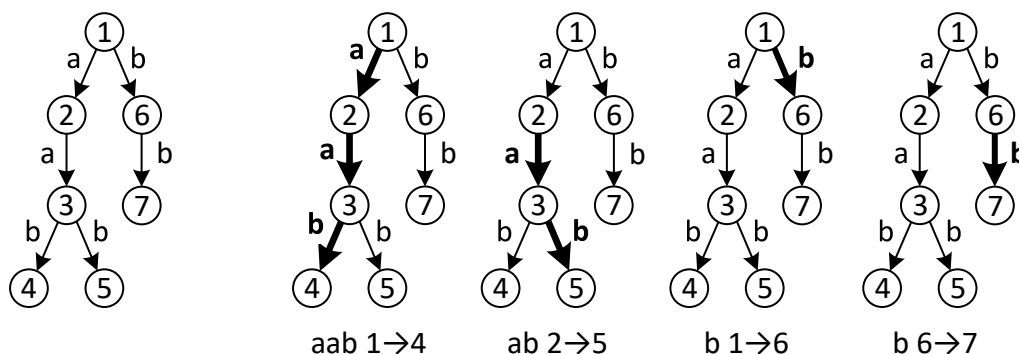 1 1 1 1 1
a b a b a b a b a b
2 6 2 6 2 6 2 6 2 6
a b a b a b a b a b
3 7 3 7 3 7 3 7 3 7
b b b b b b b b b b
4 5 4 5 4 5 4 5 4 5
aab 1→4 ab 2→5 b 1→6 b 6→7